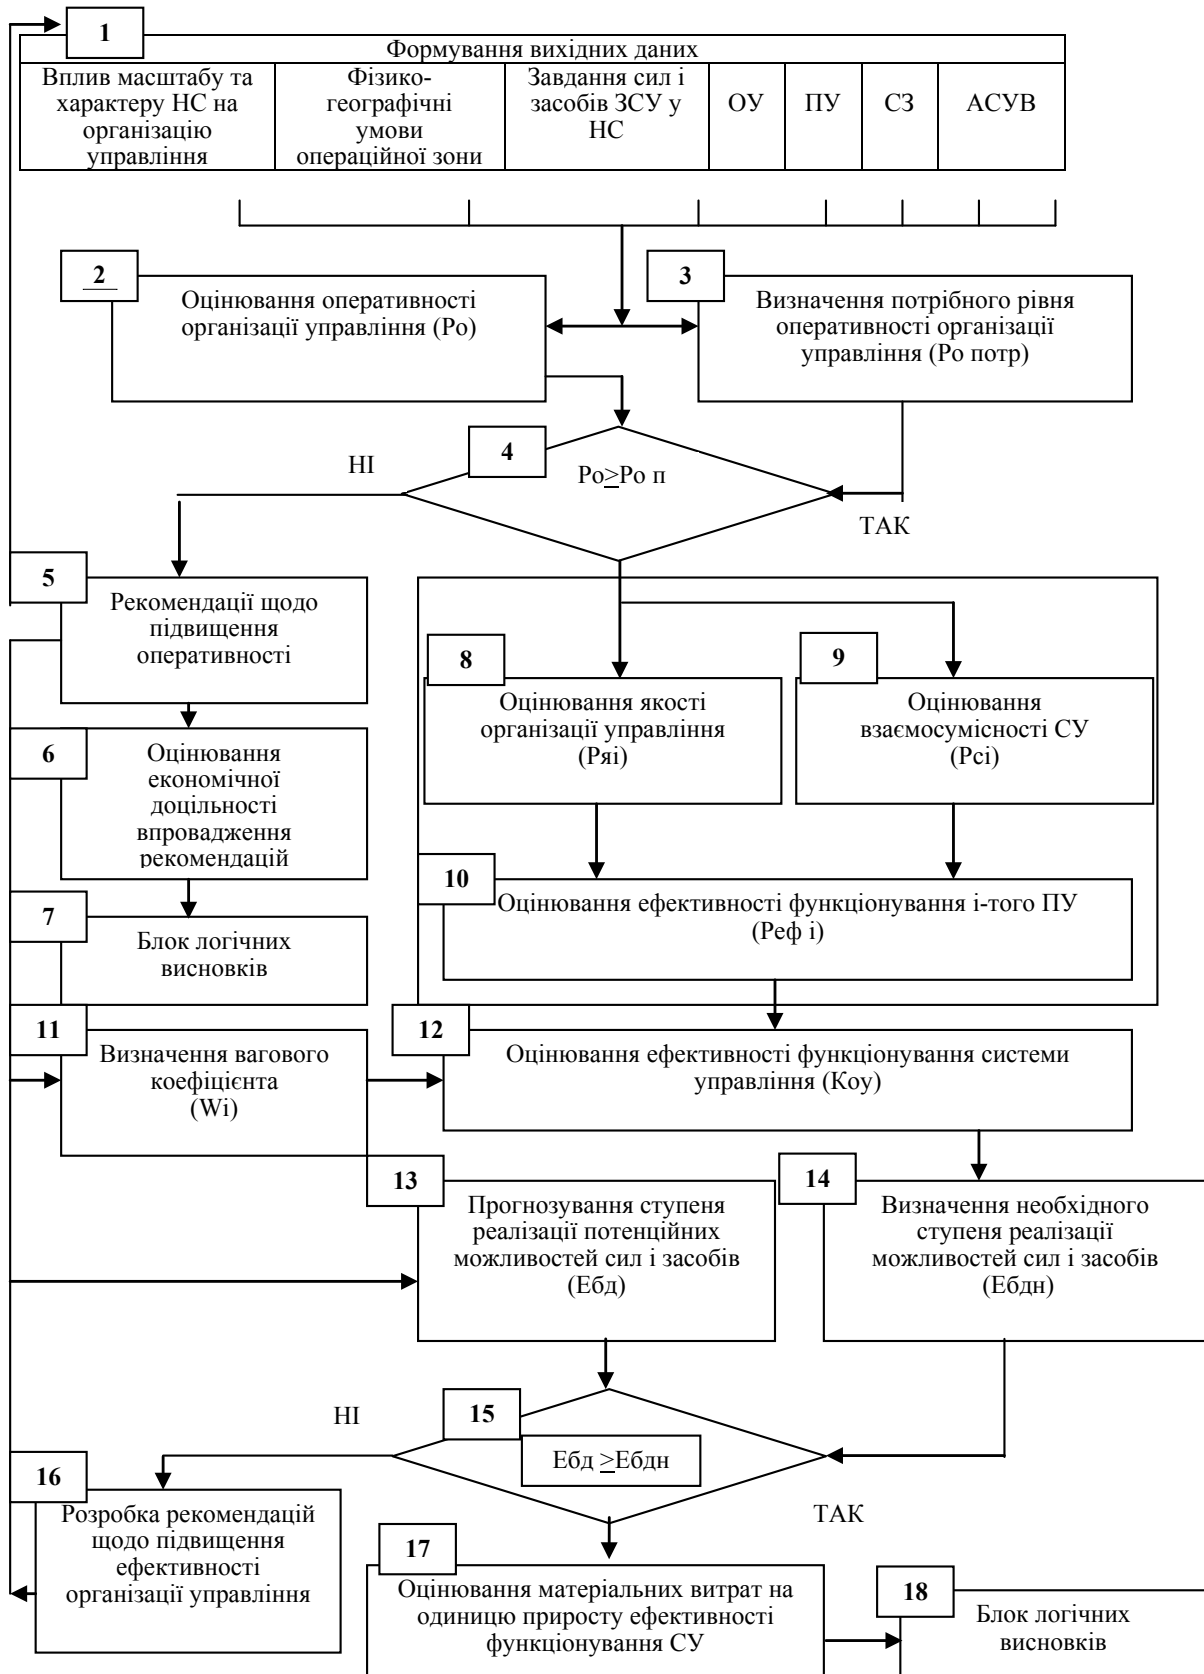 1
Формування вихідних даних
Вплив масштабу та
характеру НС на
організацію
управління
Фізико-
географічні
умови
операційної зони
Завдання сил і
засобів ЗСУ у
НС
ОУ
ПУ
СЗ
АСУВ
2
Оцінювання оперативності
організації управління (Ро)
3
Визначення потрібного рівня
оперативності організації
управління (Ро потр)
4
Ро≥Ро п
НІ
ТАК
5
Рекомендації щодо
підвищення
оперативності
6
Оцінювання
економічної
доцільності
впровадження
рекомендацій
7
Блок логічних
висновків
8
Оцінювання якості
організації управління
(Ряі)
9
Оцінювання
взаємосумісності СУ
(Рсі)
10
Оцінювання ефективності функціонування і-того ПУ
(Реф і)
11
Визначення вагового
коефіцієнта
(Wi)
12
Оцінювання ефективності функціонування системи
управління (Коу)
13
Прогнозування ступеня
реалізації потенційних
можливостей сил і засобів
(Ебд)
14
Визначення необхідного
ступеня реалізації
можливостей сил і засобів
(Ебдн)
15
Ебд ≥Ебдн
НІ
ТАК
16
Розробка рекомендацій
щодо підвищення
ефективності
організації управління
17
Оцінювання матеріальних витрат на
одиницю приросту ефективності
функціонування СУ
18
Блок логічних
висновків